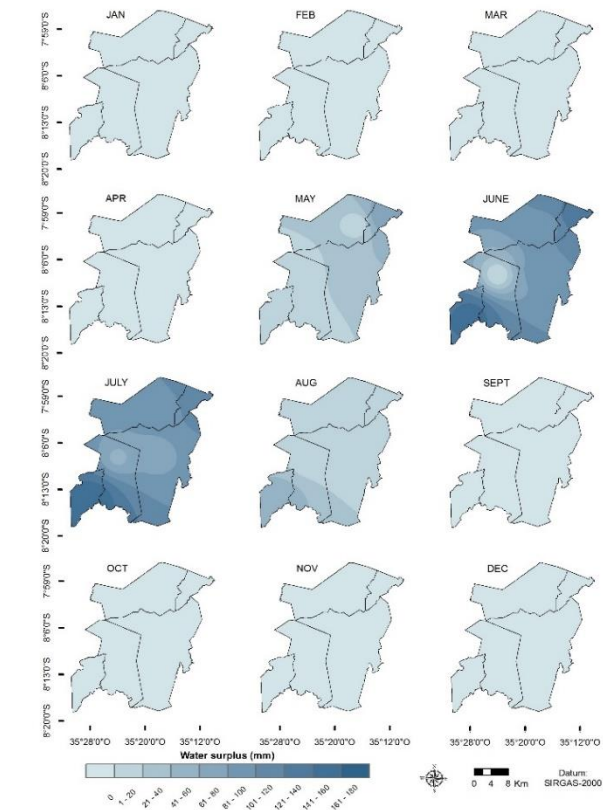 JAN FEB MAR
7°59'0"S
8°6'0"S
8°13'0"S
8°20'0"S
APR MAY JUNE
7°59'0"S
8°6'0"S
8°13'0"S
8°20'0"S
JULY AUG SEPT
7°59'0"S
8°6'0"S
8°13'0"S
8°20'0"S
OCT NOV DEC
7°59'0"S
8°6'0"S
8°13'0"S
8°20'0"S
35°28'0"O 35°20'0"O 35°12'0"O 35°28'0"O 35°20'0"O 35°12'0"O 35°28'0"O 35°20'0"O 35°12'0"O
Water surplus (mm)
0 1 - 20 21 - 40 41 - 60 61 - 80 81 - 100 101 - 120 121 - 140 141 - 160 161 - 180
0 4 8 Km
Datum:
SIRGAS-2000